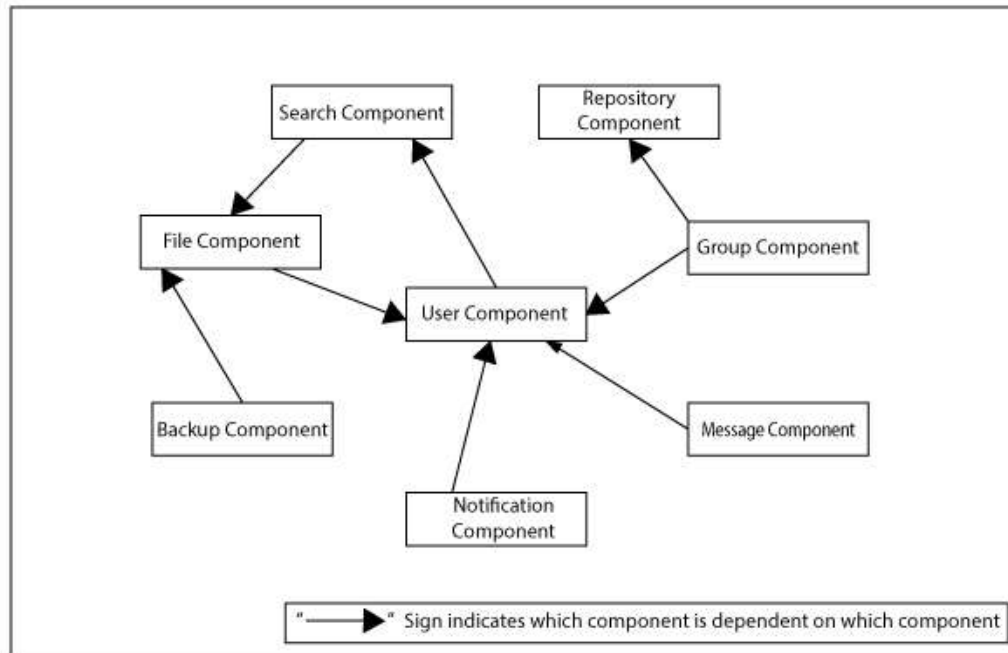 Search Component
Repository
Component
File Component
Group Component
User Component
Backup Component
Message Component
Notification
Component
“ ” Sign indicates which component is dependent on which component